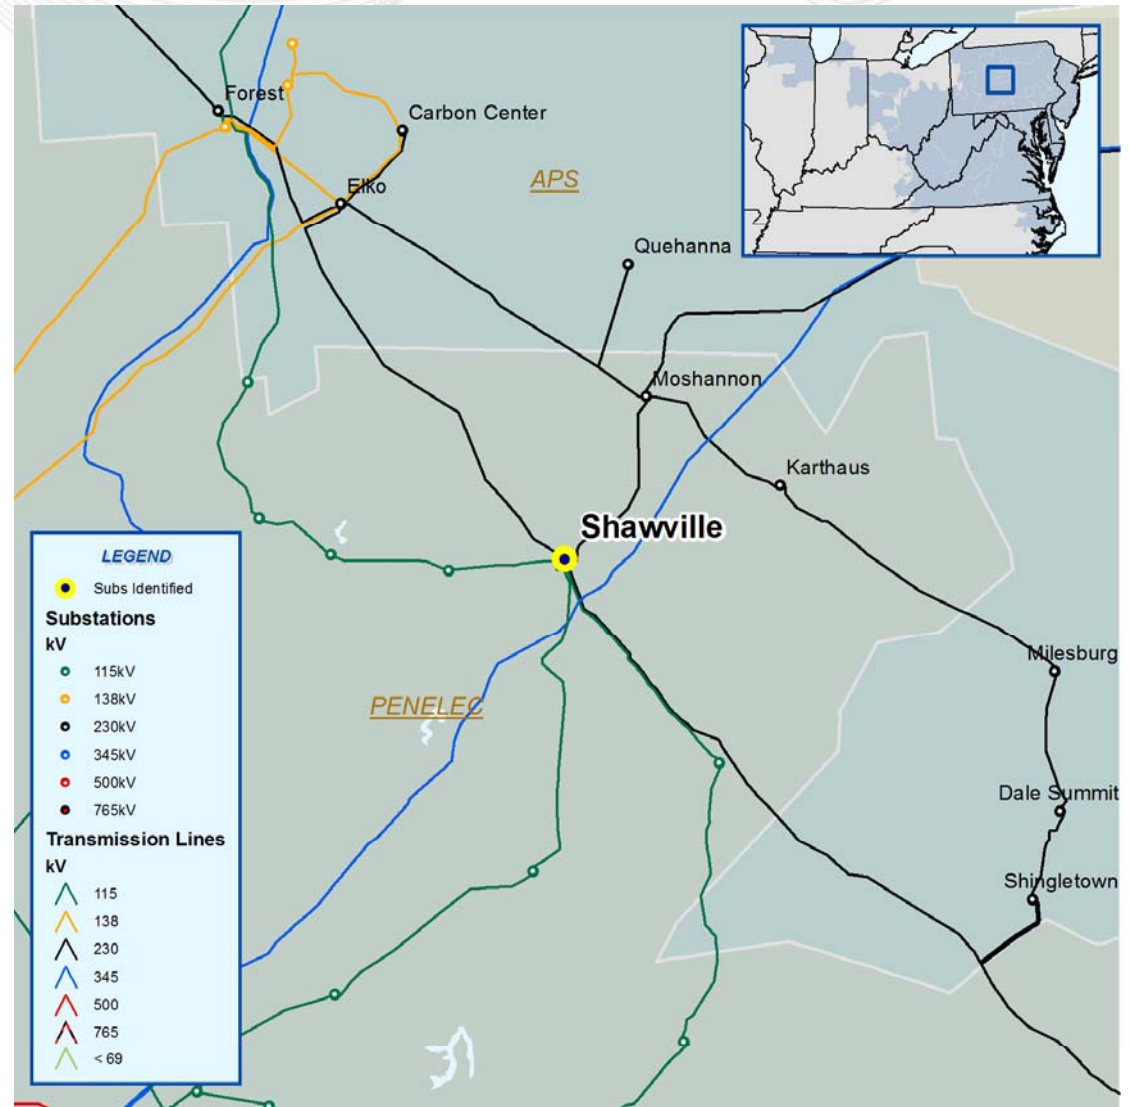 Forest
Carbon Center
Elko
APS
Quehanna
Moshannon
Karthaus
Shawville
PENELEC
Milesburg
Dale Summit
Shingletown
LEGEND
Subs Identified
Substations
kV
115kV
138kV
230kV
345kV
500kV
765kV
Transmission Lines
kV
115
138
230
345
500
765
< 69